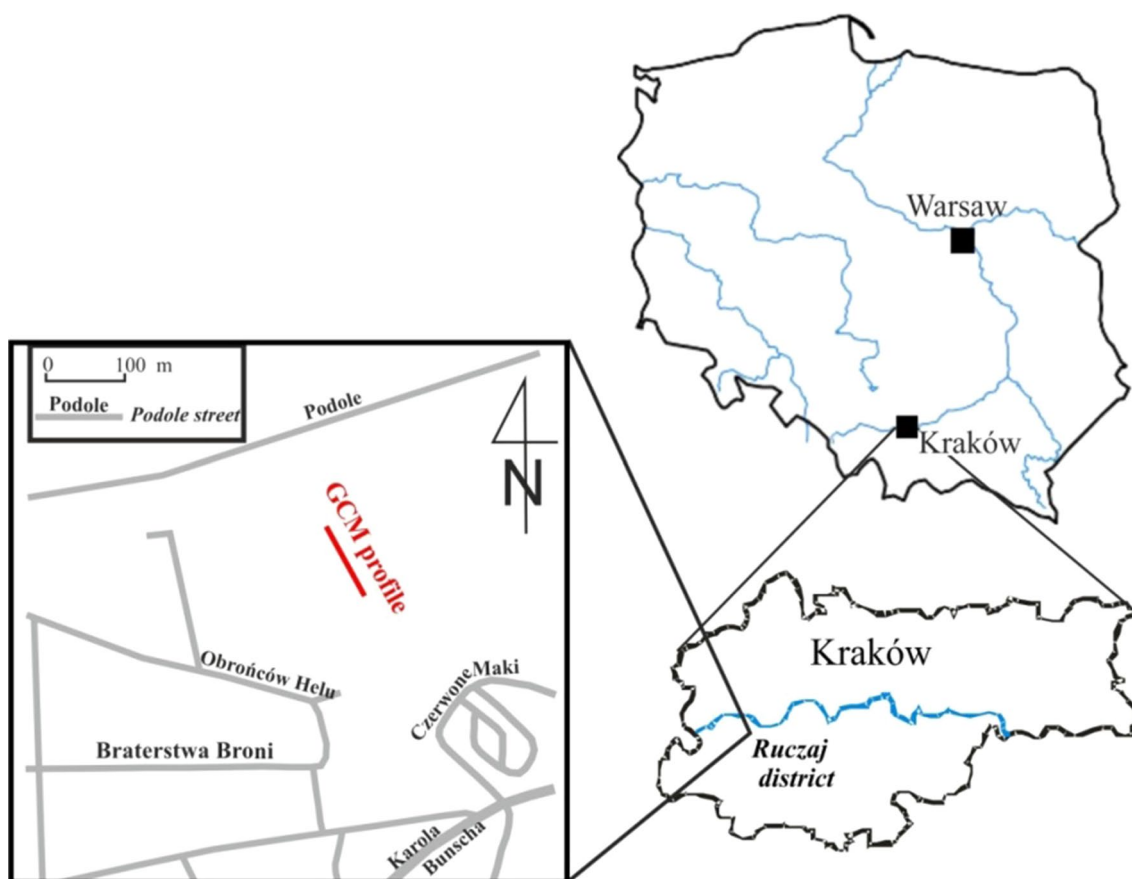 Warsaw
Kraków
0 100 m
Podole
Podole street
Podole
N
GCM profile
Obrońców Helu
Czerwone Maki
Braterstwa Broni
Karola
Bunscha
Kraków
Ruczaj
district